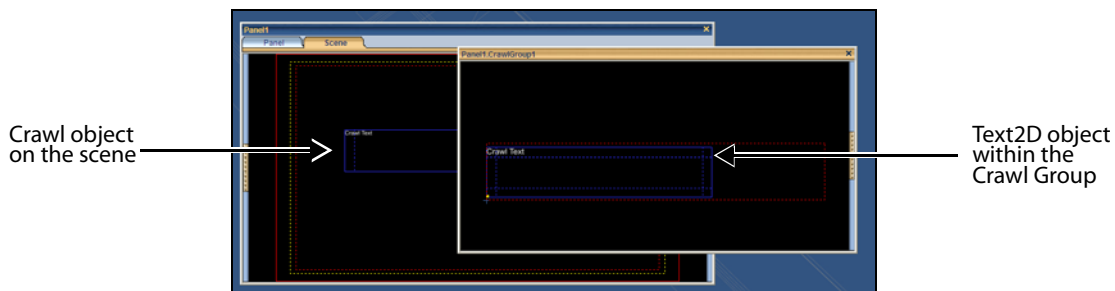 Panel1
Panel
Scene
Panel1.CrawlGroup1
Crawl Text
Crawl Text
Crawl object
on the scene
Text2D object
within the
Crawl Group